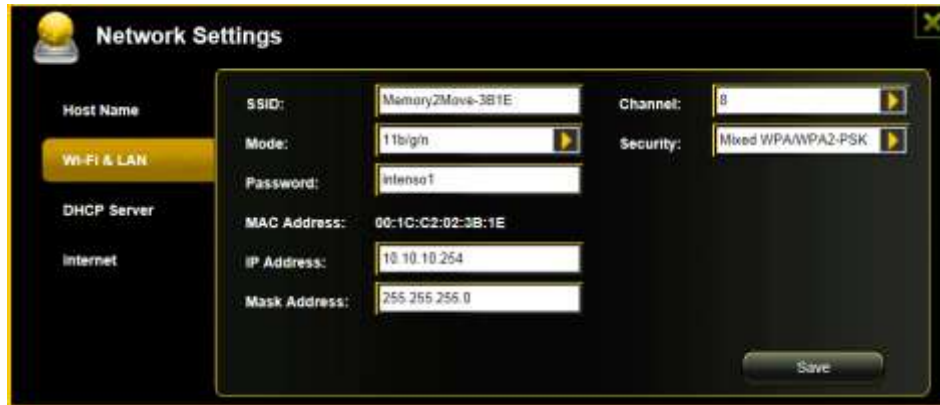 Network Settings
Host Name
Wi-Fi & LAN
DHCP Server
Internet
SSID: Memory2Move-3B1E
Channel: 8
Mode: 11b/g/n
Security: Mixed WPA/WPA2-PSK
Password: intenso1
MAC Address: 00:1C:C2:02:3B:1E
IP Address: 10.10.10.254
Mask Address: 255.255.255.0
Save